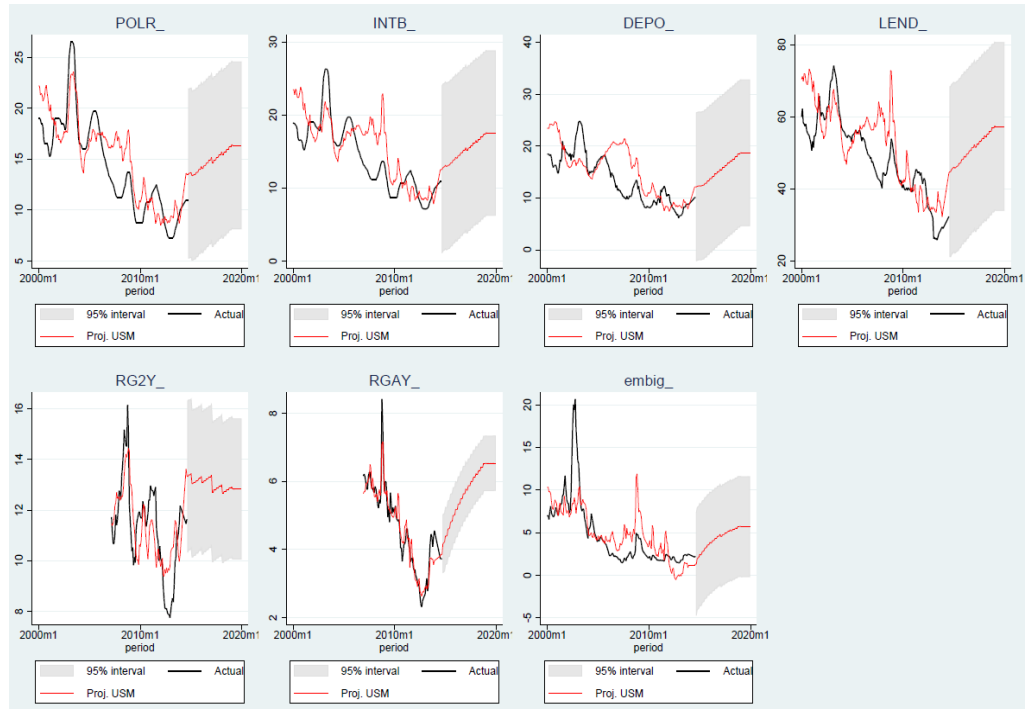 POLR_
INTB_
DEPO_
LEND_
25
20
15
10
5
2000m1
2010m1
2020m1
period
95% interval
Actual
Proj. USM
30
20
10
0
2000m1
2010m1
2020m1
period
95% interval
Actual
Proj. USM
40
30
20
10
0
2000m1
2010m1
2020m1
period
95% interval
Actual
Proj. USM
80
60
40
20
2000m1
2010m1
2020m1
period
95% interval
Actual
Proj. USM
RG2Y_
RGAY_
embig_
16
14
12
10
8
2000m1
2010m1
2020m1
period
95% interval
Actual
Proj. USM
8
6
4
2
2000m1
2010m1
2020m1
period
95% interval
Actual
Proj. USM
20
15
10
5
0
-5
2000m1
2010m1
2020m1
period
95% interval
Actual
Proj. USM